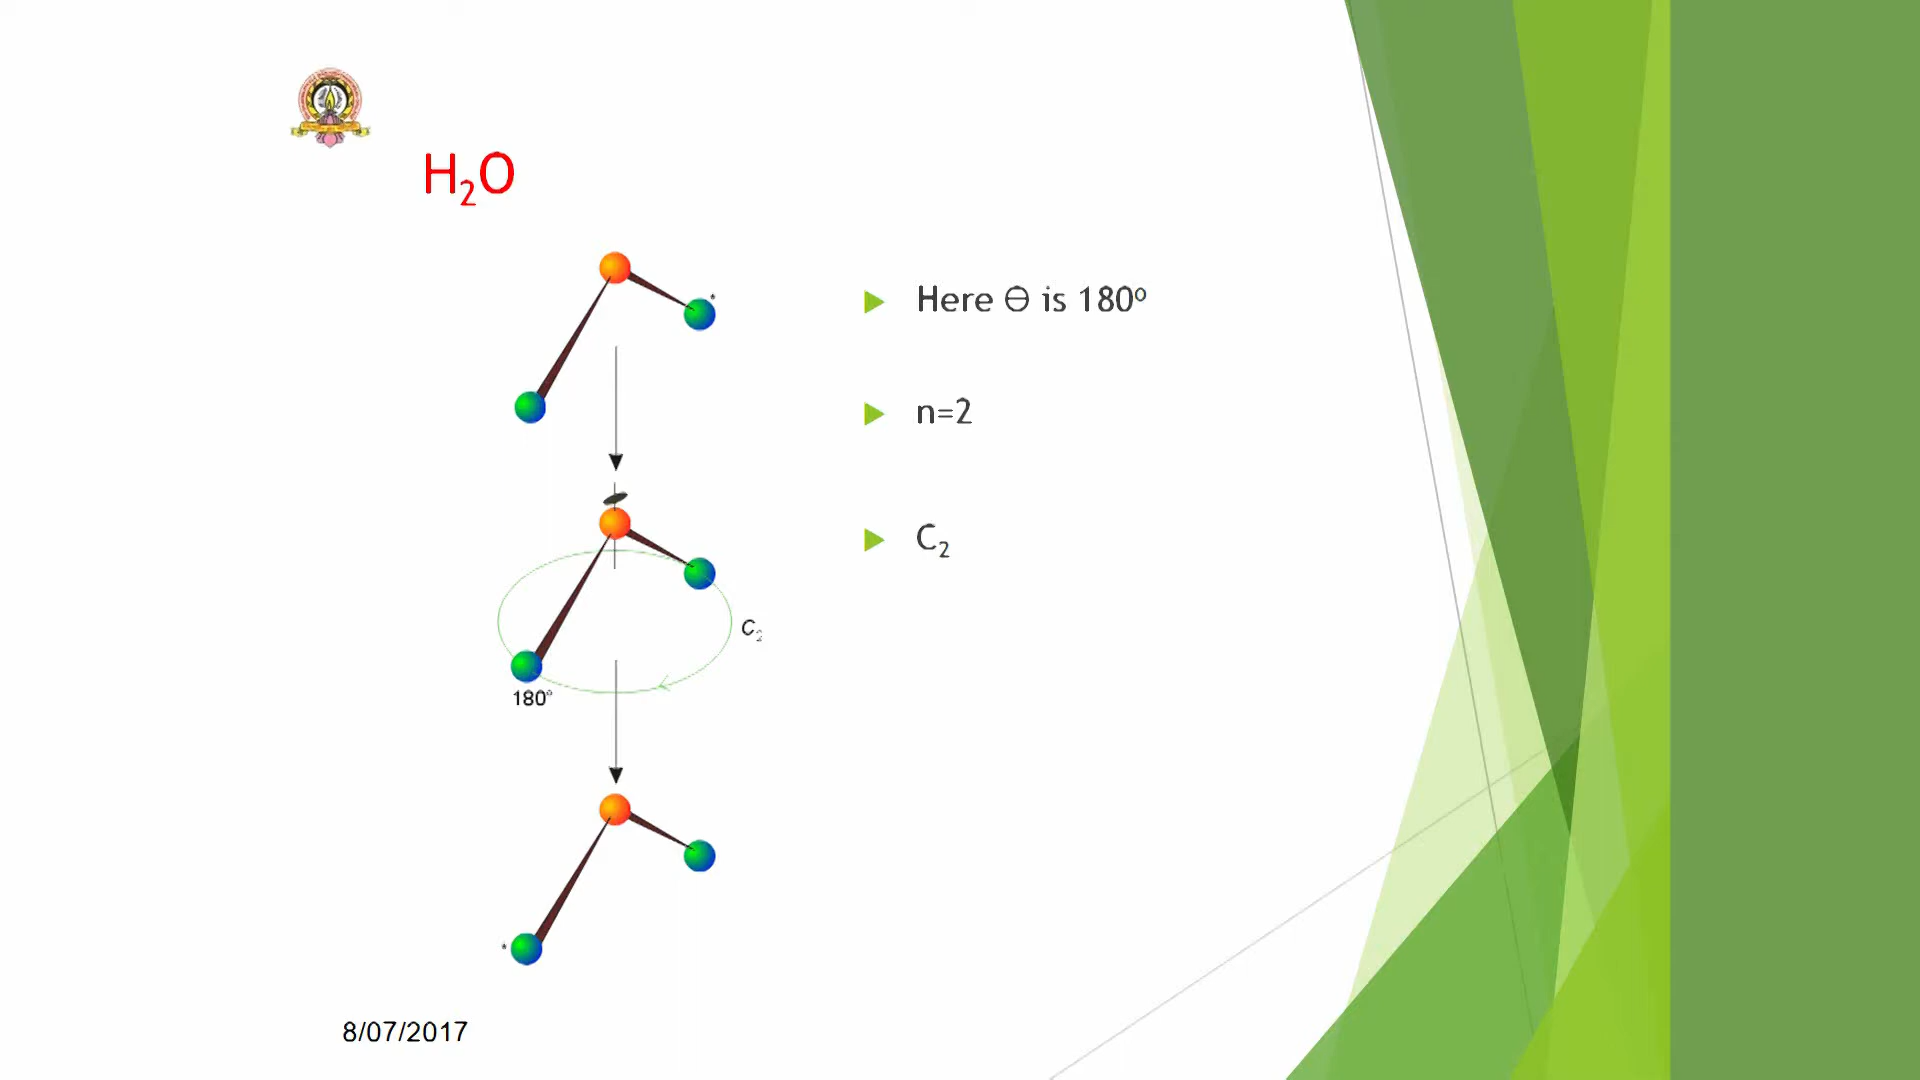 H₂O
*
Here Ө is 180º
n=2
C₂
C₂
180°
*
8/07/2017